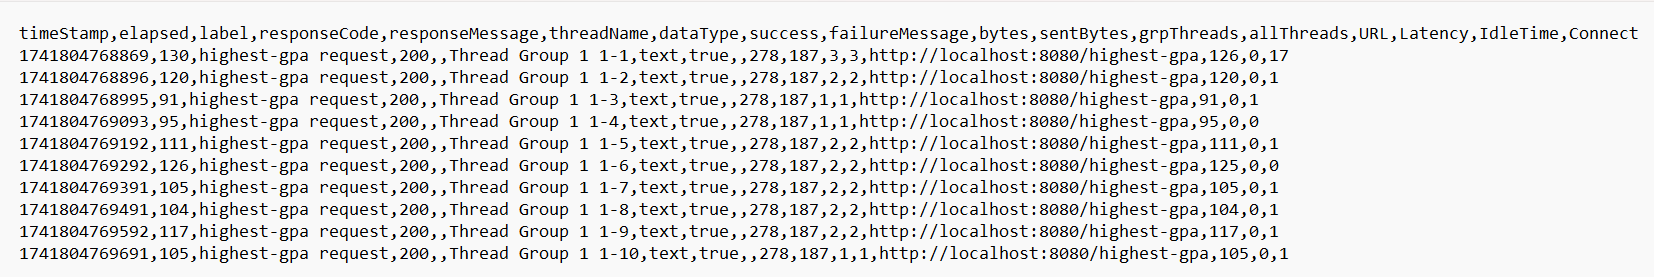 timeStamp,elapsed,label,responseCode,responseMessage,threadName,dataType,success,failureMessage,bytes,sentBytes,grpThreads,allThreads,URL,Latency,IdleTime,Connect
1741804768869,130,highest-gpa request,200,,Thread Group 1 1-1,text,true,,278,187,3,3,http://localhost:8080/highest-gpa,126,0,17
1741804768896,120,highest-gpa request,200,,Thread Group 1 1-2,text,true,,278,187,2,2,http://localhost:8080/highest-gpa,120,0,1
1741804768995,91,highest-gpa request,200,,Thread Group 1 1-3,text,true,,278,187,1,1,http://localhost:8080/highest-gpa,91,0,1
1741804769093,95,highest-gpa request,200,,Thread Group 1 1-4,text,true,,278,187,1,1,http://localhost:8080/highest-gpa,95,0,0
1741804769192,111,highest-gpa request,200,,Thread Group 1 1-5,text,true,,278,187,2,2,http://localhost:8080/highest-gpa,111,0,1
1741804769292,126,highest-gpa request,200,,Thread Group 1 1-6,text,true,,278,187,2,2,http://localhost:8080/highest-gpa,125,0,0
1741804769391,105,highest-gpa request,200,,Thread Group 1 1-7,text,true,,278,187,2,2,http://localhost:8080/highest-gpa,105,0,1
1741804769491,104,highest-gpa request,200,,Thread Group 1 1-8,text,true,,278,187,2,2,http://localhost:8080/highest-gpa,104,0,1
1741804769592,117,highest-gpa request,200,,Thread Group 1 1-9,text,true,,278,187,2,2,http://localhost:8080/highest-gpa,117,0,1
1741804769691,105,highest-gpa request,200,,Thread Group 1 1-10,text,true,,278,187,1,1,http://localhost:8080/highest-gpa,105,0,1